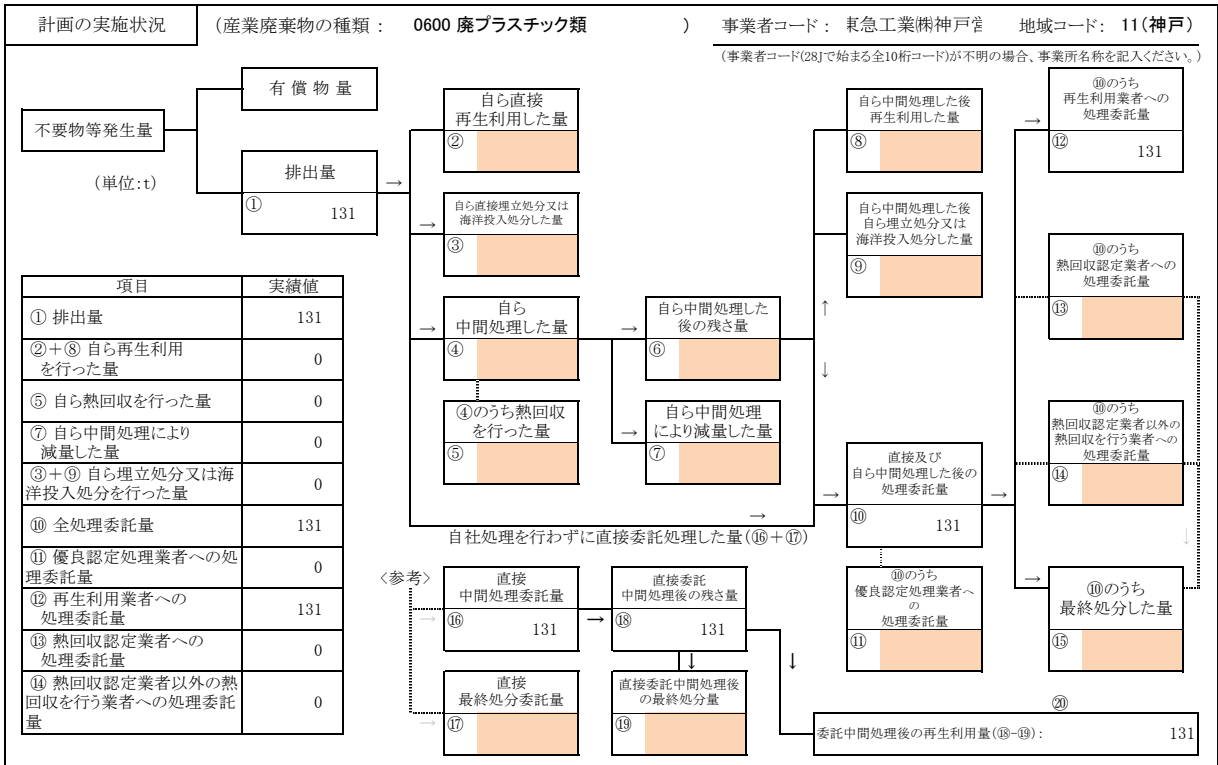 計画の実施状況 (産業廃棄物の種類： 0600 廃プラスチック類 ) 事業者コード： 東急工業㈱神戸営 地域コード： 11(神戸)
(事業者コード(28Jで始まる全10桁コード)が不明の場合、事業所名称を記入ください。)
不要物等発生量
(単位:t)
有償物量
排出量
① 131
→
自ら直接
再生利用した量
②
→
自ら直接埋立処分又は
海洋投入処分した量
③
→
自ら
中間処理した量
④
④のうち熱回収
を行った量
⑤
→
自ら中間処理した
後の残さ量
⑥
→
自ら中間処理
により減量した量
⑦
→
自ら中間処理した後
再生利用した量
⑧
自ら中間処理した後
自ら埋立処分又は
海洋投入処分した量
⑨
↑
↓
→
直接及び
自ら中間処理した後の
処理委託量
⑩ 131
→
⑩のうち
優良認定処理業者へ
の
処理委託量
⑪
→
⑩のうち
再生利用業者への
処理委託量
⑫ 131
⑩のうち
熱回収認定業者への
処理委託量
⑬
⑩のうち
熱回収認定業者以外の
熱回収を行う業者への
処理委託量
⑭
↓
→
⑩のうち
最終処分した量
⑮
→
自社処理を行わずに直接委託処理した量(⑯＋⑰)
〈参考〉
→
直接
中間処理委託量
⑯ 131
→
直接委託
中間処理後の残さ量
⑱ 131
→
直接
最終処分委託量
⑰
↓
直接委託中間処理後
の最終処分量
⑲
↓
⑳
委託中間処理後の再生利用量(⑱-⑲)： 131
項目 実績値
① 排出量 131
②＋⑧ 自ら再生利用
を行った量 0
⑤ 自ら熱回収を行った量 0
⑦ 自ら中間処理により
減量した量 0
③＋⑨ 自ら埋立処分又は海
洋投入処分を行った量 0
⑩ 全処理委託量 131
⑪ 優良認定処理業者への処
理委託量 0
⑫ 再生利用業者への
処理委託量 131
⑬ 熱回収認定業者への
処理委託量 0
⑭ 熱回収認定業者以外の熱
回収を行う業者への処理委託
量 0